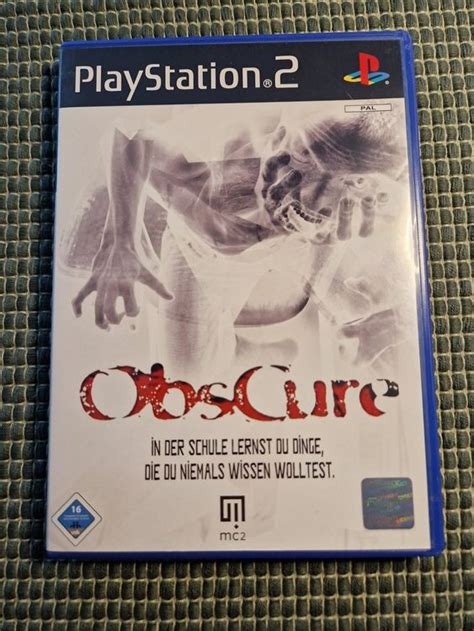 PlayStation®2
PAL
ObsCure
IN DER SCHULE LERNST DU DINGE,
DIE DU NIEMALS WISSEN WOLLTEST.
16
mc2